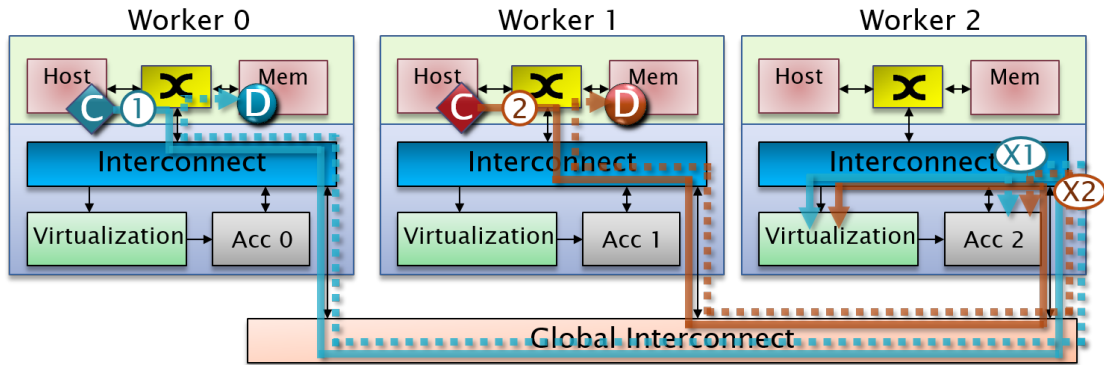 Worker 0
Worker 1
Worker 2
Host
Mem
Host
Mem
Host
Mem
C
1
D
C
2
D
Interconnect
Interconnect
Interconnect
X1
X2
Virtualization
Acc 0
Virtualization
Acc 1
Virtualization
Acc 2
Global Interconnect